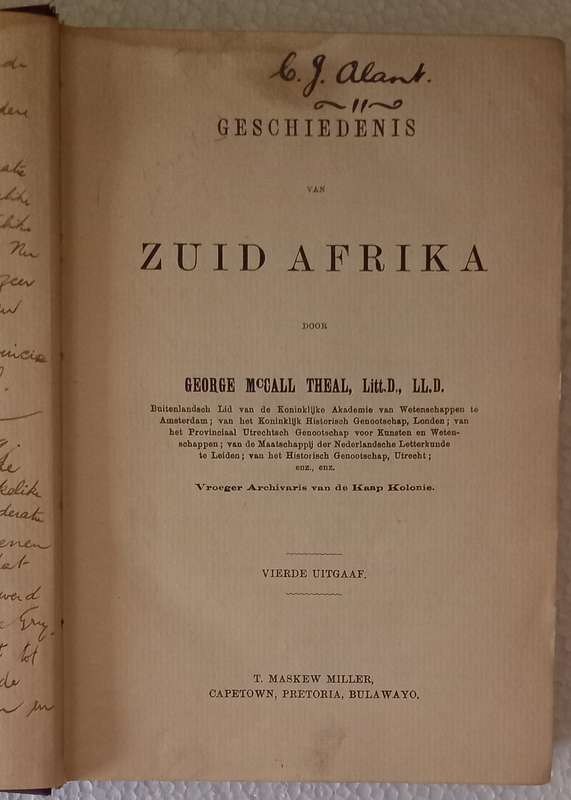 C. J. Alant.
GESCHIEDENIS
VAN
ZUID AFRIKA
DOOR
GEORGE McCALL THEAL, Litt.D., LL.D.
Buitenlandsch Lid van de Koninklijke Akademie van Wetenschappen te
Amsterdam; van het Koninklijk Historisch Genootschap, Londen; van
het Provinciaal Utrechtsch Genootschap voor Kunsten en Weten-
schappen; van de Maatschappij der Nederlandsche Letterkunde
te Leiden; van het Historisch Genootschap, Utrecht;
enz., enz.
Vroeger Archivaris van de Kaap Kolonie.
VIERDE UITGAAF.
T. MASKEW MILLER,
CAPETOWN, PRETORIA, BULAWAYO.